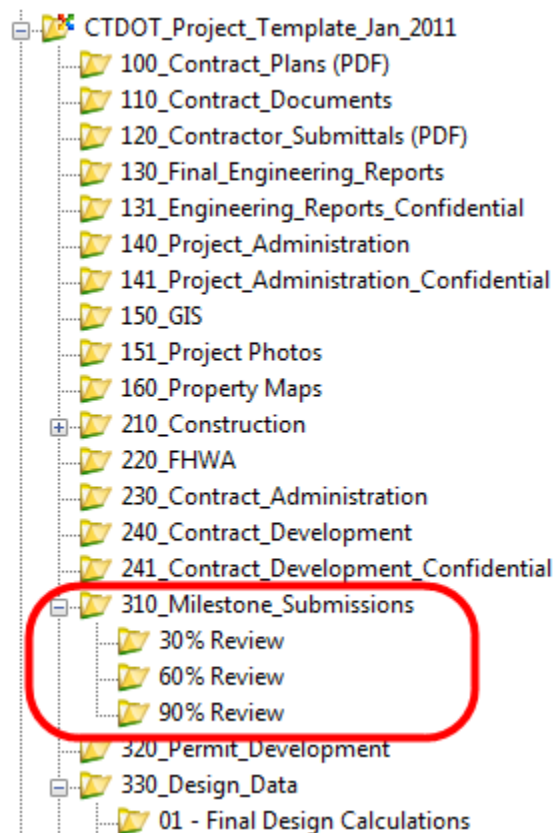 CTDOT_Project_Template_Jan_2011
100_Contract_Plans (PDF)
110_Contract_Documents
120_Contractor_Submittals (PDF)
130_Final_Engineering_Reports
131_Engineering_Reports_Confidential
140_Project_Administration
141_Project_Administration_Confidential
150_GIS
151_Project Photos
160_Property Maps
210_Construction
220_FHWA
230_Contract_Administration
240_Contract_Development
241_Contract_Development_Confidential
310_Milestone_Submissions
30% Review
60% Review
90% Review
320_Permit_Development
330_Design_Data
01 - Final Design Calculations